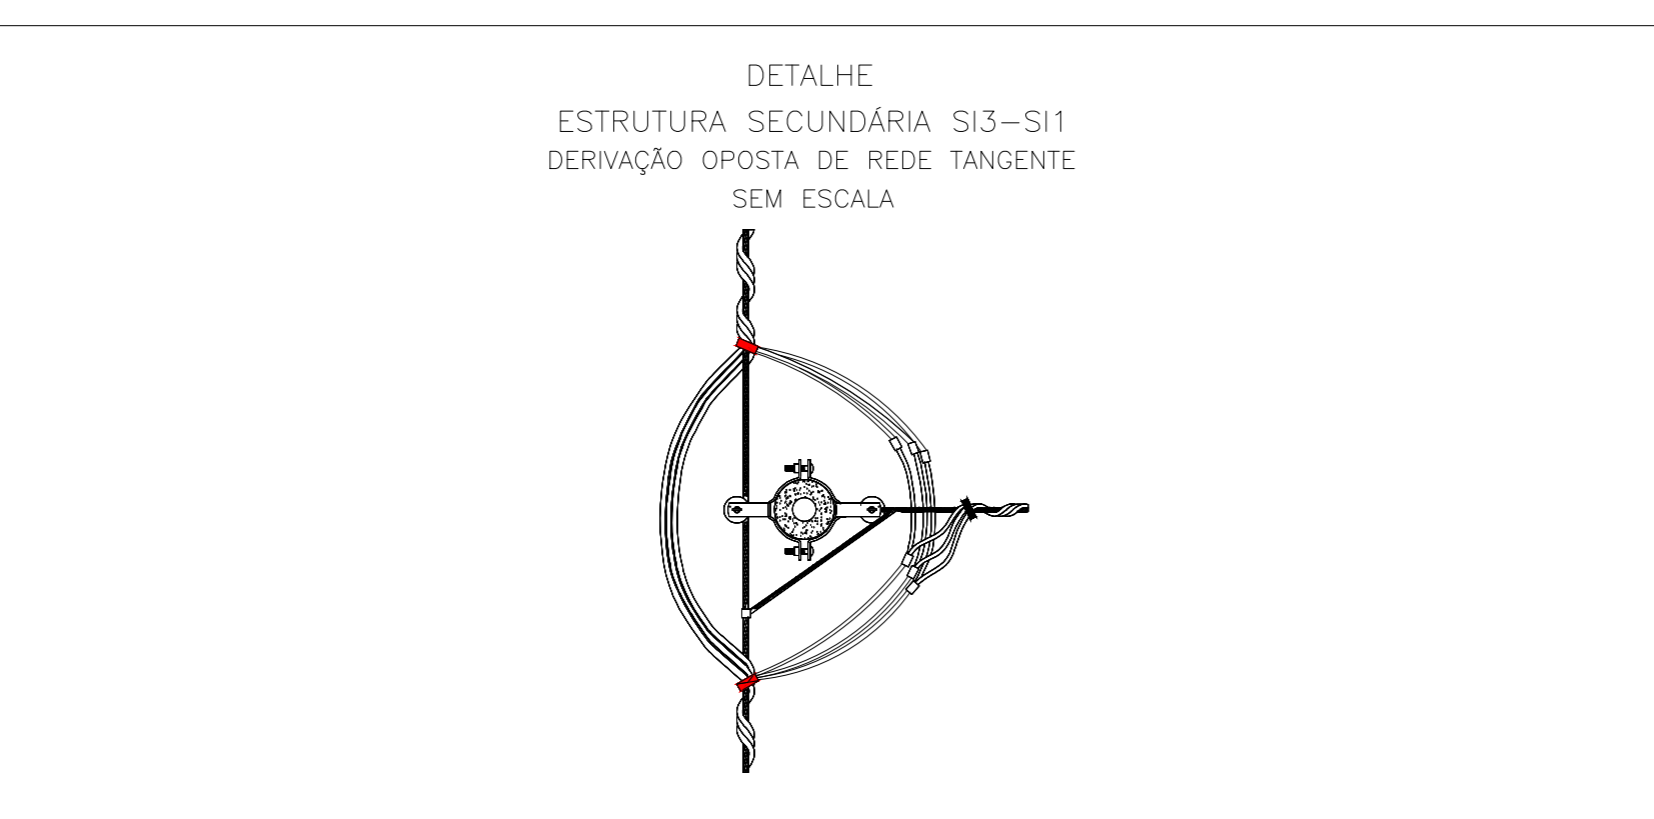 DETALHE
ESTRUTURA SECUNDÁRIA SI3-SI1
DERIVAÇÃO OPOSTA DE REDE TANGENTE
SEM ESCALA